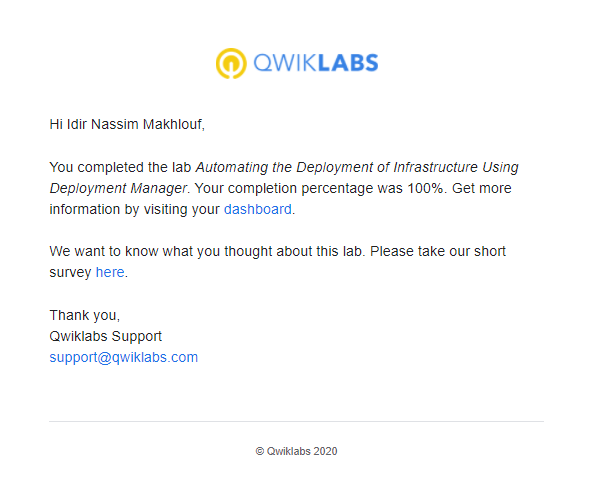 QWIKLABS
Hi Idir Nassim Makhlouf,
You completed the lab Automating the Deployment of Infrastructure Using
Deployment Manager. Your completion percentage was 100%. Get more
information by visiting your dashboard.
We want to know what you thought about this lab. Please take our short
survey here.
Thank you,
Qwiklabs Support
support@qwiklabs.com
© Qwiklabs 2020